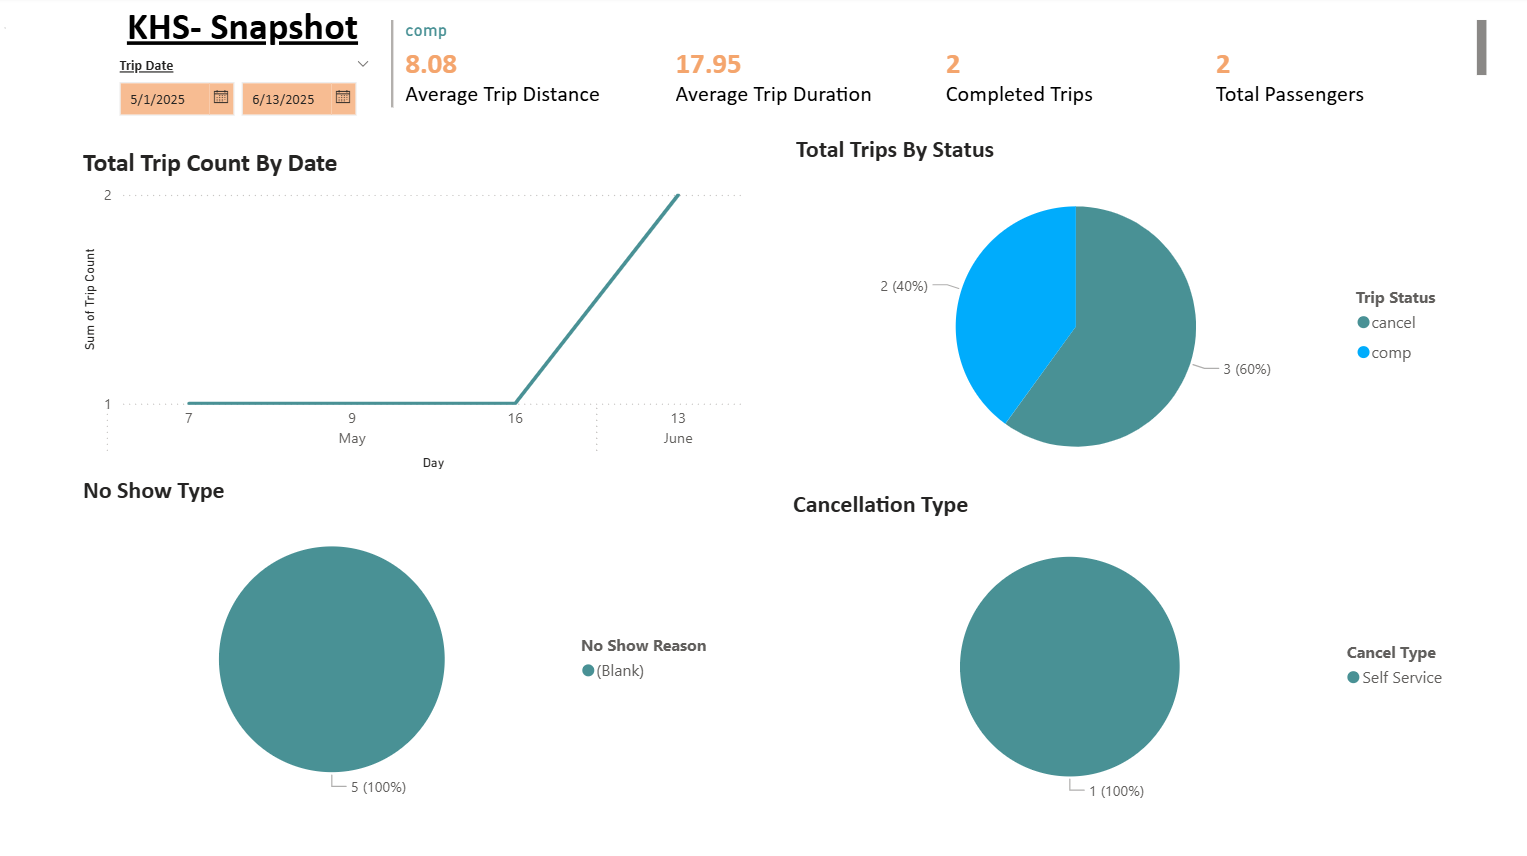 KHS- Snapshot
Trip Date
5/1/2025
6/13/2025
comp
8.08
Average Trip Distance
17.95
Average Trip Duration
2
Completed Trips
2
Total Passengers
Total Trip Count By Date
Sum of Trip Count
2
1
7
9
16
13
May
June
Day
Total Trips By Status
2 (40%)
3 (60%)
Trip Status
cancel
comp
No Show Type
5 (100%)
No Show Reason
(Blank)
Cancellation Type
1 (100%)
Cancel Type
Self Service